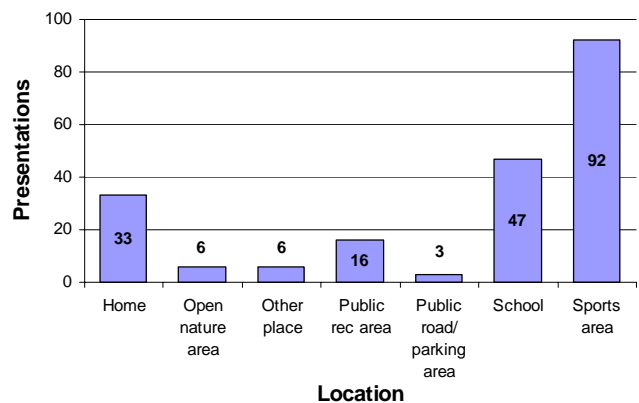 100
80
60
40
20
0
Presentations
33
6
6
16
3
47
92
Home
Open
nature
area
Other
place
Public
rec area
Public
road/
parking
area
School
Sports
area
Location